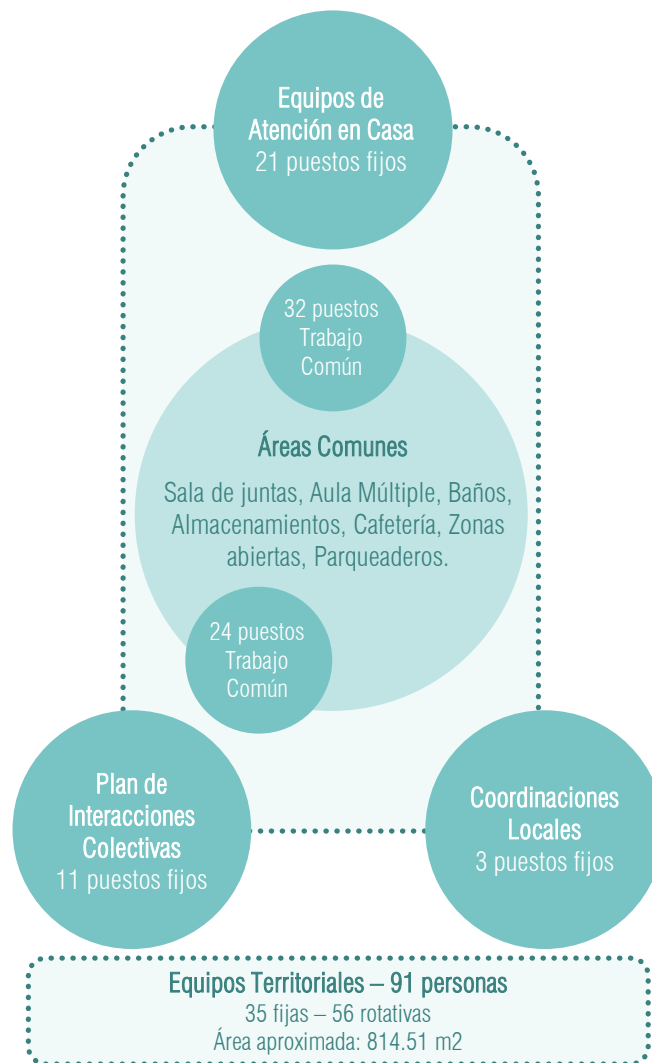 Equipos de
Atención en Casa
21 puestos fijos
32 puestos
Trabajo
Común
Áreas Comunes
Sala de juntas, Aula Múltiple, Baños,
Almacenamientos, Cafetería, Zonas
abiertas, Parqueaderos.
24 puestos
Trabajo
Común
Plan de
Interacciones
Colectivas
11 puestos fijos
Coordinaciones
Locales
3 puestos fijos
Equipos Territoriales – 91 personas
35 fijas – 56 rotativas
Área aproximada: 814.51 m2